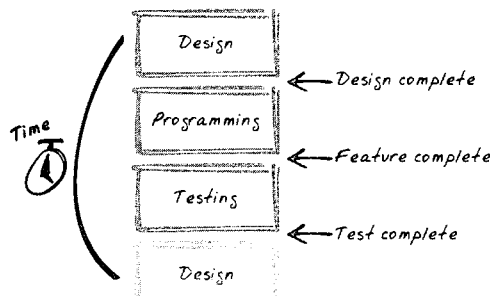 Design
Design complete
Programming
Time
Feature complete
Testing
Test complete
Design